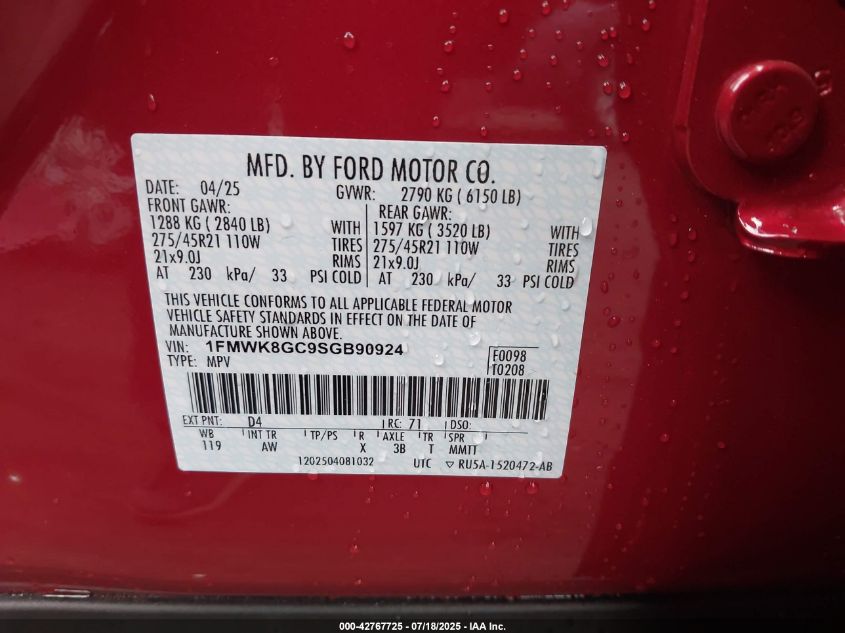 MFD. BY FORD MOTOR CO.
DATE: 04/25 GVWR: 2790 KG ( 6150 LB)
FRONT GAWR: REAR GAWR:
1288 KG ( 2840 LB) WITH 1597 KG ( 3520 LB) WITH
275/45R21 110W TIRES 275/45R21 110W TIRES
21x9.0J RIMS 21x9.0J RIMS
AT 230 kPa/ 33 PSI COLD AT 230 kPa/ 33 PSI COLD
THIS VEHICLE CONFORMS TO ALL APPLICABLE FEDERAL MOTOR
VEHICLE SAFETY STANDARDS IN EFFECT ON THE DATE OF
MANUFACTURE SHOWN ABOVE.
VIN: 1FMWK8GC9SGB90924 F0098
TYPE: MPV T0208
EXT PNT: D4 RC: 71 DSO:
WB INT TR TP/PS R AXLE TR SPR
119 AW X 3B T MMTT
1202504081032 UTC ▽ RU5A-1520472-AB
000-42767725 - 07/18/2025 - IAA Inc.